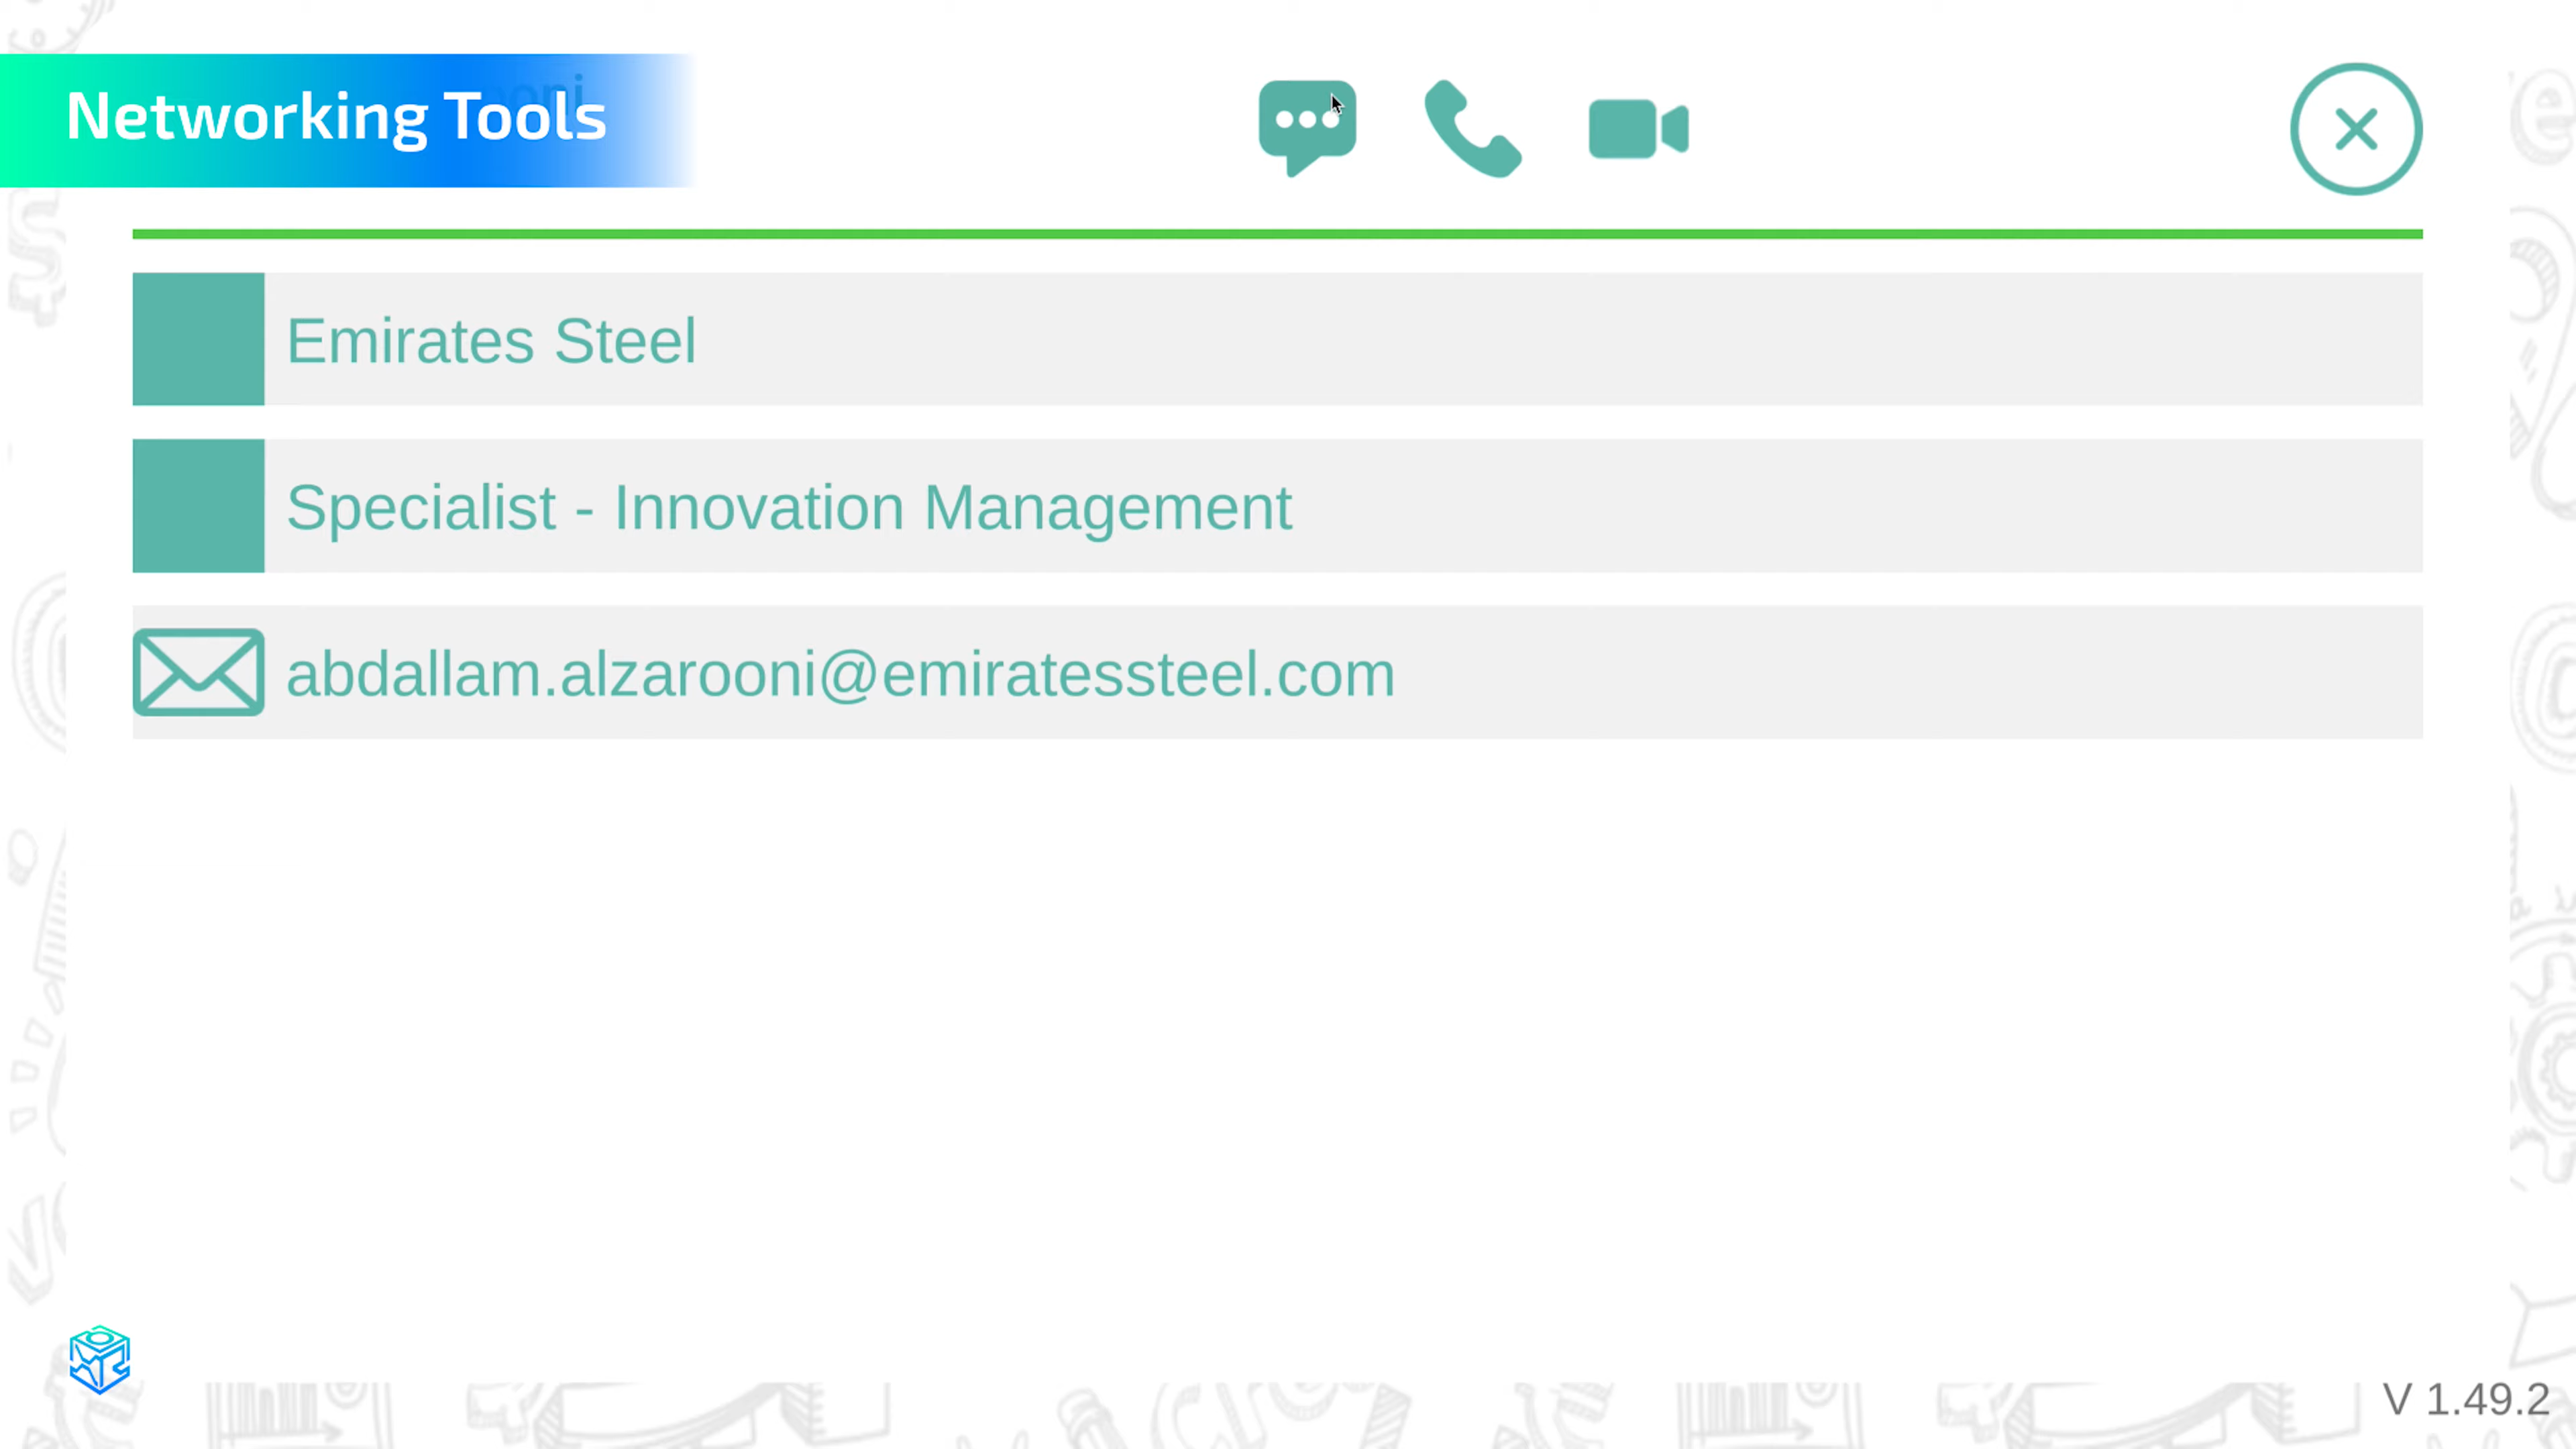 Networking Tools
Emirates Steel
Specialist - Innovation Management
abdallam.alzarooni@emiratessteel.com
V 1.49.2